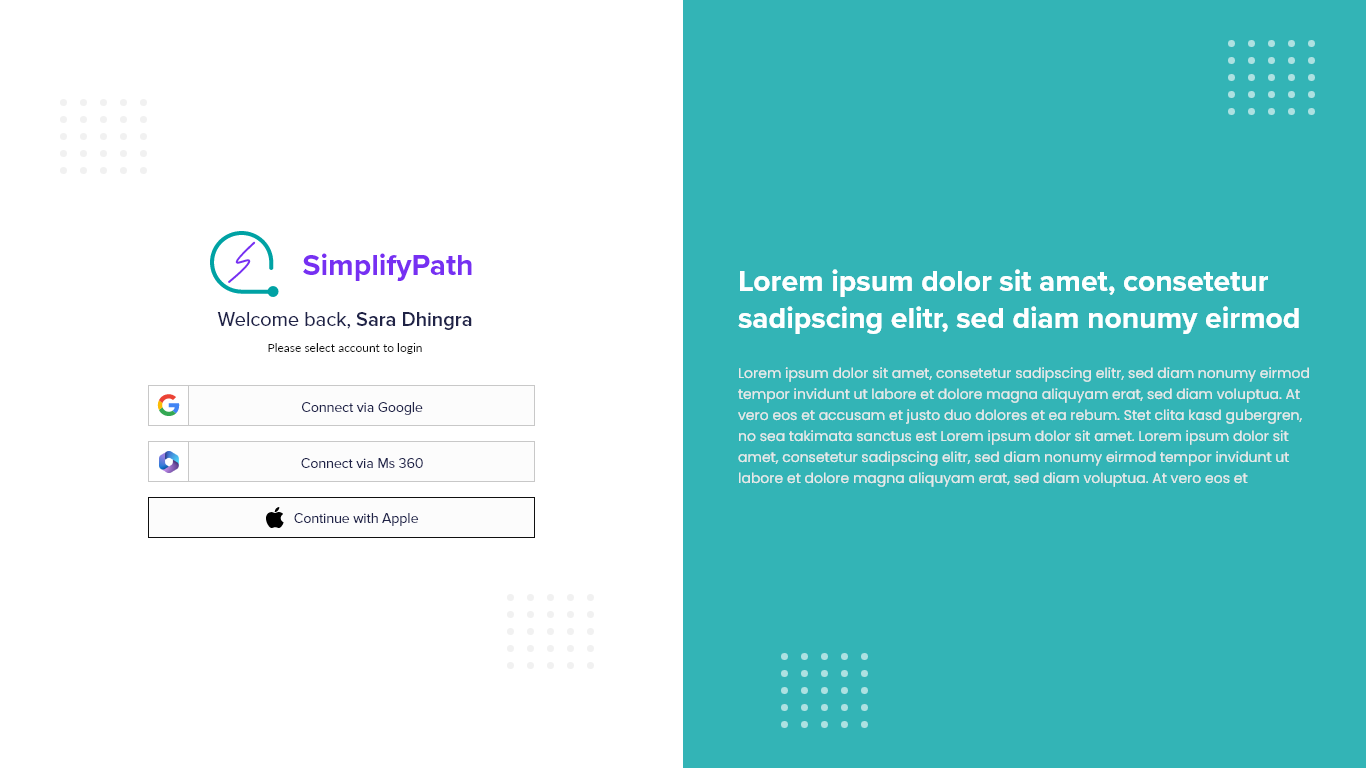 SimplifyPath
Welcome back, Sara Dhingra
Please select account to login
Connect via Google
Connect via Ms 360
Continue with Apple
Lorem ipsum dolor sit amet, consetetur
sadipscing elitr, sed diam nonumy eirmod
Lorem ipsum dolor sit amet, consetetur sadipscing elitr, sed diam nonumy eirmod
tempor invidunt ut labore et dolore magna aliquyam erat, sed diam voluptua. At
vero eos et accusam et justo duo dolores et ea rebum. Stet clita kasd gubergren,
no sea takimata sanctus est Lorem ipsum dolor sit amet. Lorem ipsum dolor sit
amet, consetetur sadipscing elitr, sed diam nonumy eirmod tempor invidunt ut
labore et dolore magna aliquyam erat, sed diam voluptua. At vero eos et